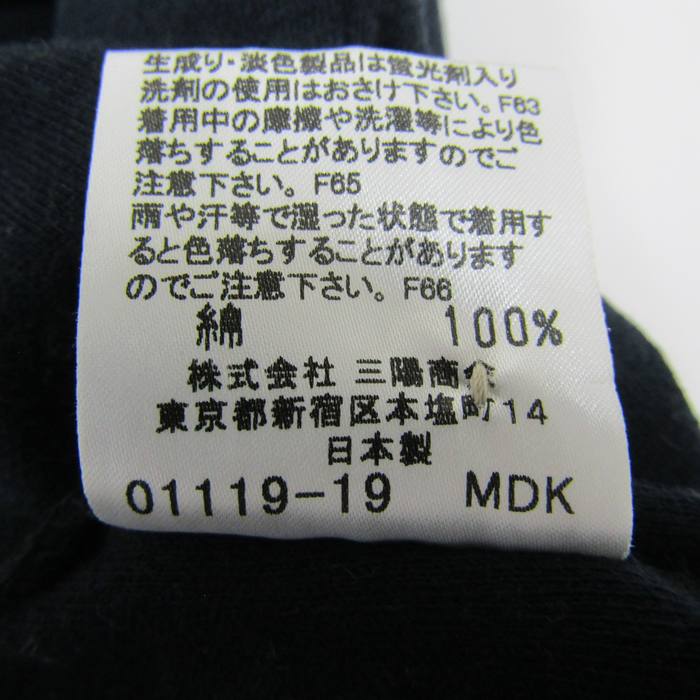 生成り・淡色製品は蛍光剤入り
洗剤の使用はおさけ下さい。F63
着用中の摩擦や洗濯等により色
落ちすることがありますのでご
注意下さい。F65
雨や汗等で湿った状態で着用す
ると色落ちすることがあります
のでご注意下さい。F66
綿 100%
株式会社 三陽商会
東京都新宿区本塩町14
日本製
01119-19 MDK